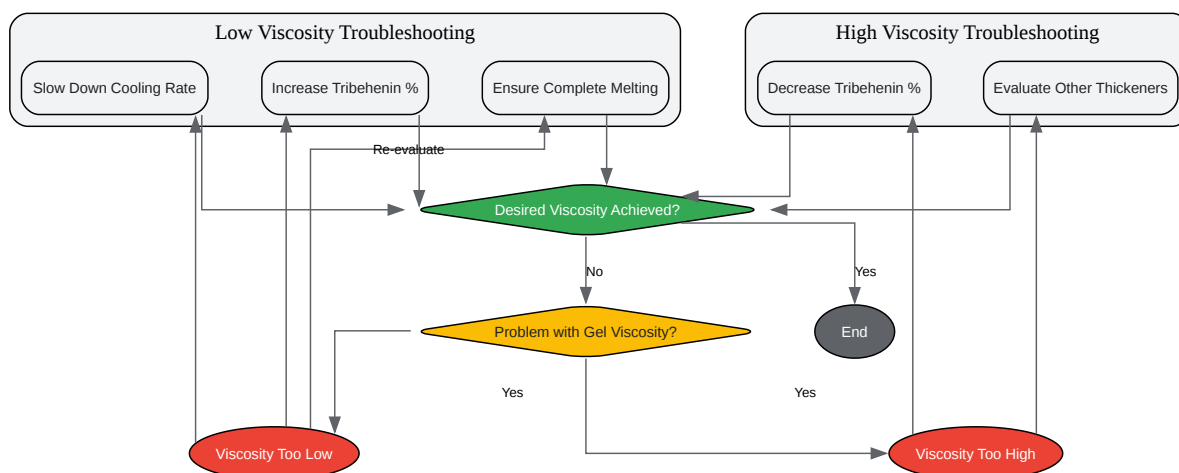 Low Viscosity Troubleshooting
High Viscosity Troubleshooting
Slow Down Cooling Rate
Increase Tribehenin %
Ensure Complete Melting
Decrease Tribehenin %
Evaluate Other Thickeners
Re-evaluate
Desired Viscosity Achieved?
No
Yes
Problem with Gel Viscosity?
End
Yes
Yes
Viscosity Too Low
Viscosity Too High